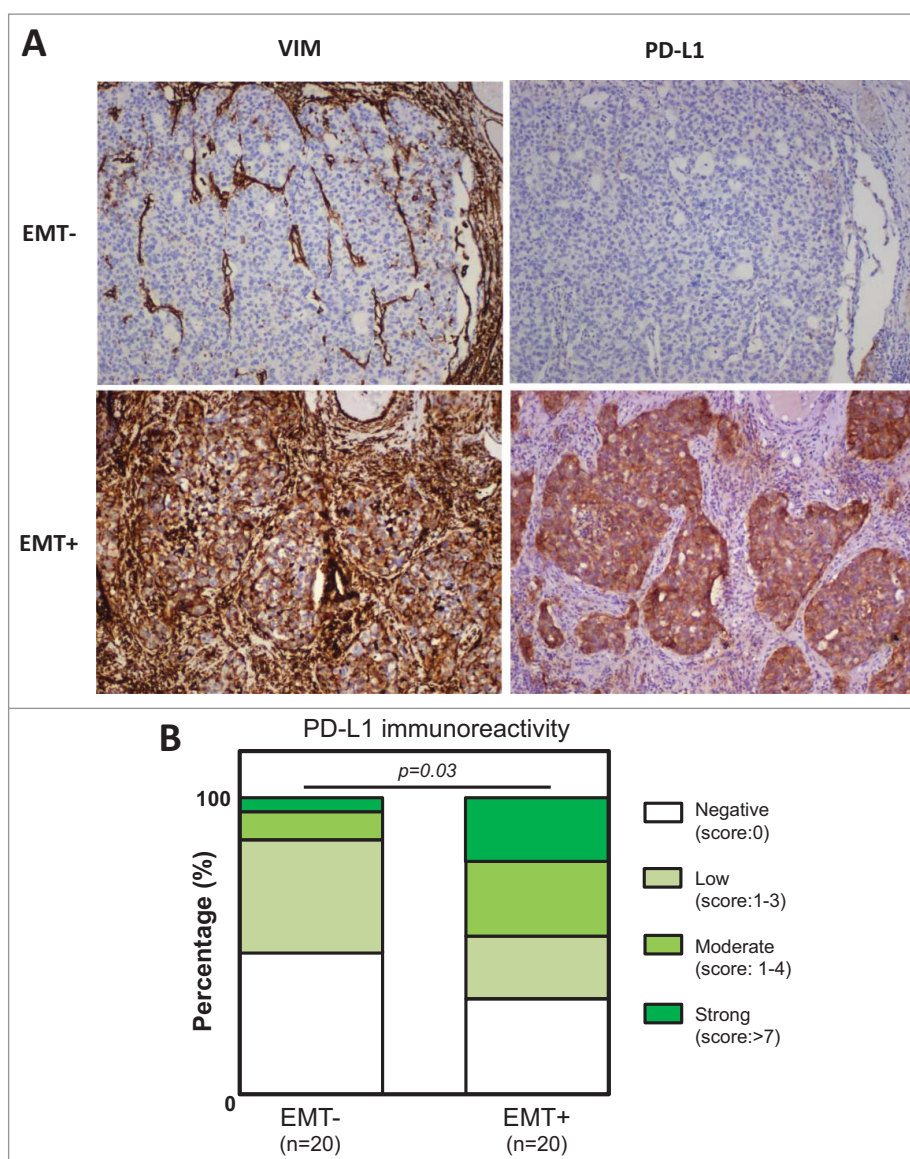 A
VIM
PD-L1
EMT-
EMT+
B
PD-L1 immunoreactivity
p=0.03
100
Percentage (%)
0
Negative
(score:0)
Low
(score:1-3)
Moderate
(score: 1-4)
Strong
(score:>7)
EMT-
(n=20)
EMT+
(n=20)